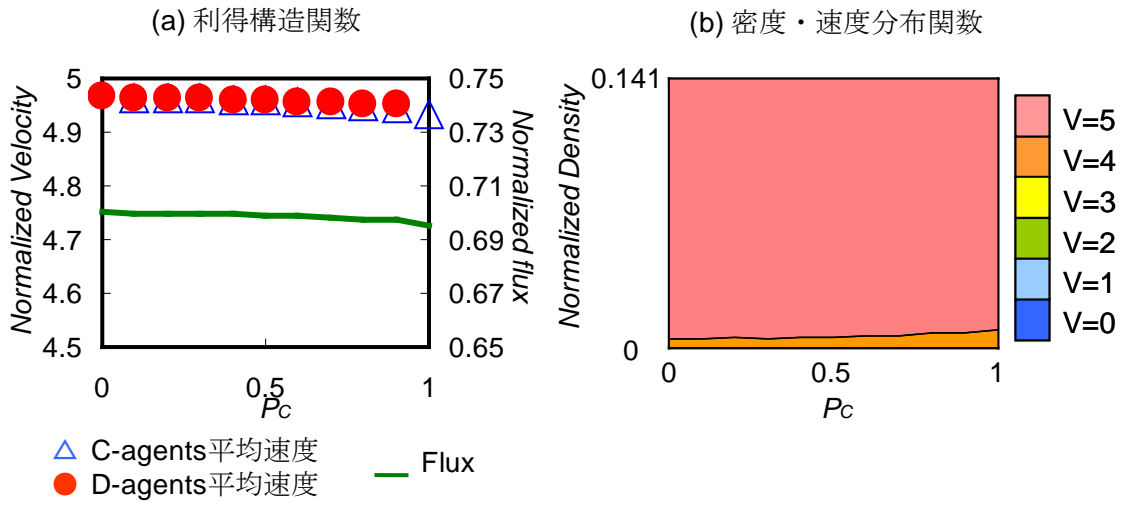 (a) 利得構造関数
5
4.9
4.8
4.7
4.6
4.5
Normalized Velocity
0.75
0.73
0.71
0.69
0.67
0.65
Normalized flux
0
0.5
1
PC
C-agents平均速度
D-agents平均速度
Flux
(b) 密度・速度分布関数
0.141
0
Normalized Density
0
0.5
1
PC
V=5
V=4
V=3
V=2
V=1
V=0